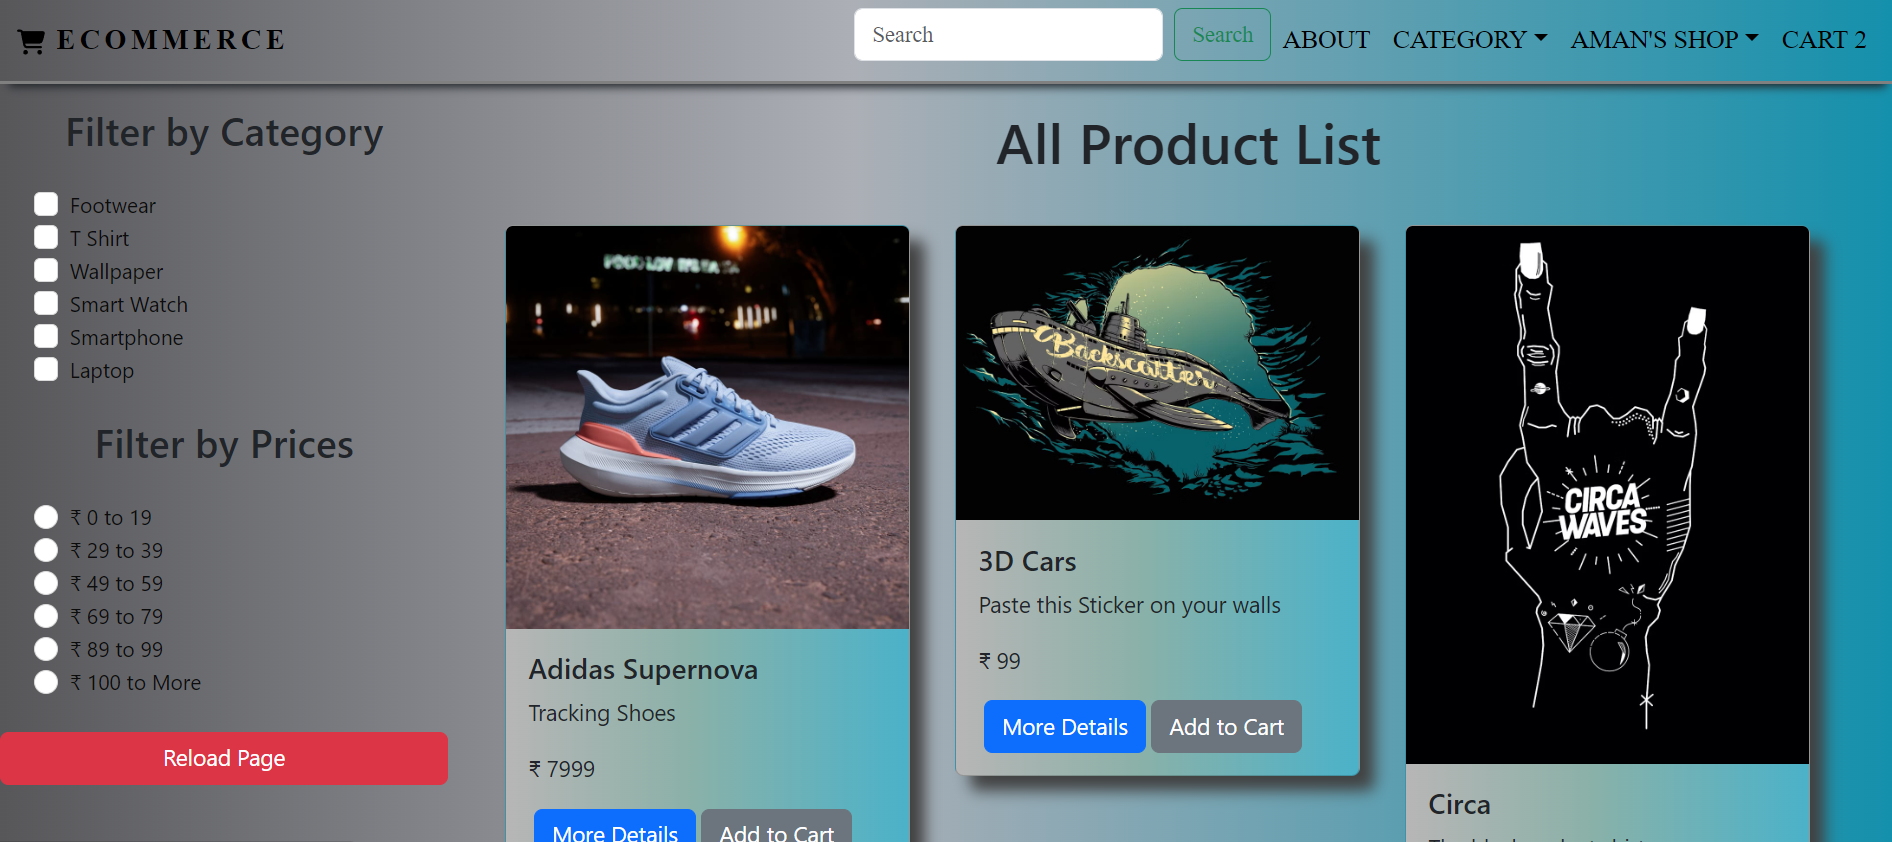 ECOMMERCE
Search
Search
ABOUT
CATEGORY
AMAN'S SHOP
CART 2
Filter by Category
Footwear
T Shirt
Wallpaper
Smart Watch
Smartphone
Laptop
Filter by Prices
₹ 0 to 19
₹ 29 to 39
₹ 49 to 59
₹ 69 to 79
₹ 89 to 99
₹ 100 to More
Reload Page
All Product List
Adidas Supernova
Tracking Shoes
₹ 7999
More Details
Add to Cart
Backscatter
3D Cars
Paste this Sticker on your walls
₹ 99
More Details
Add to Cart
CIRCA
WAVES
Circa